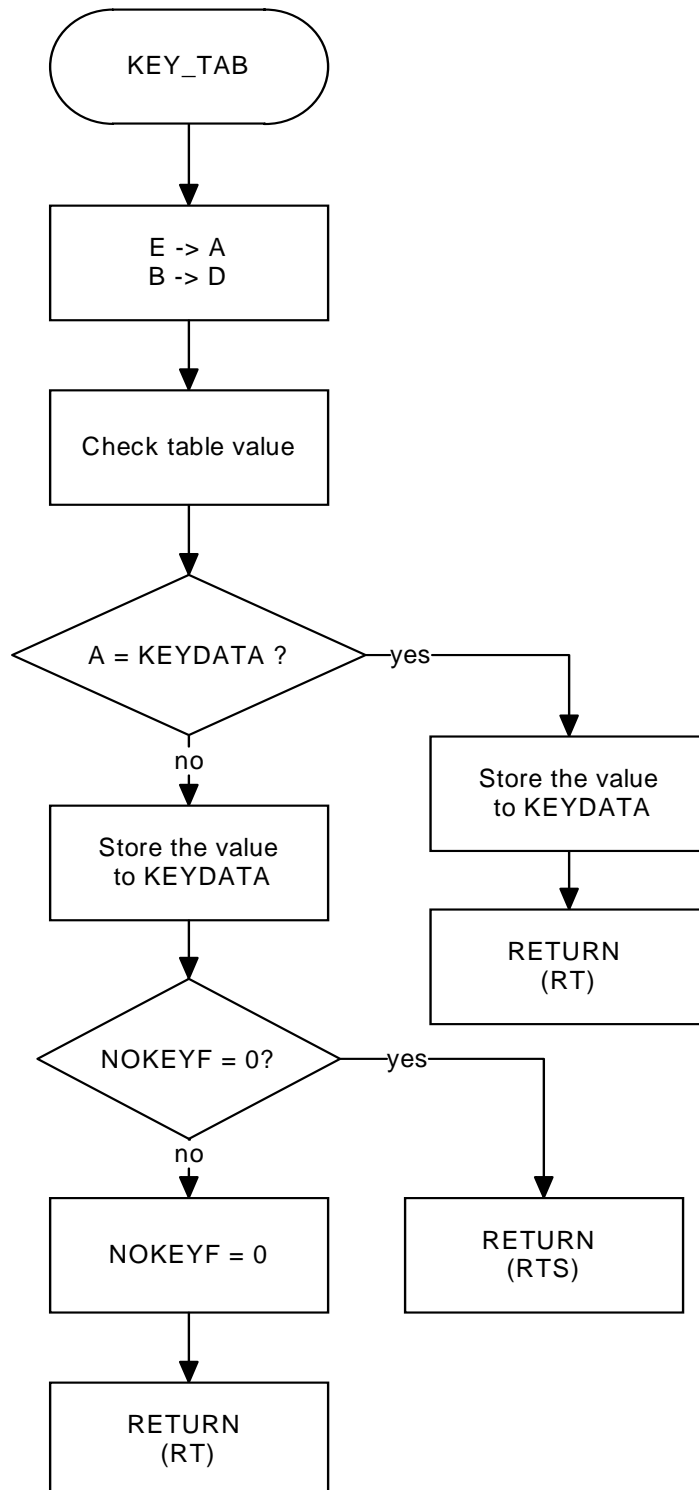 KEY_TAB
E -> A
B -> D
Check table value
A = KEYDATA ?
yes
no
Store the value
to KEYDATA
Store the value
to KEYDATA
RETURN
(RT)
NOKEYF = 0?
yes
no
NOKEYF = 0
RETURN
(RTS)
RETURN
(RT)